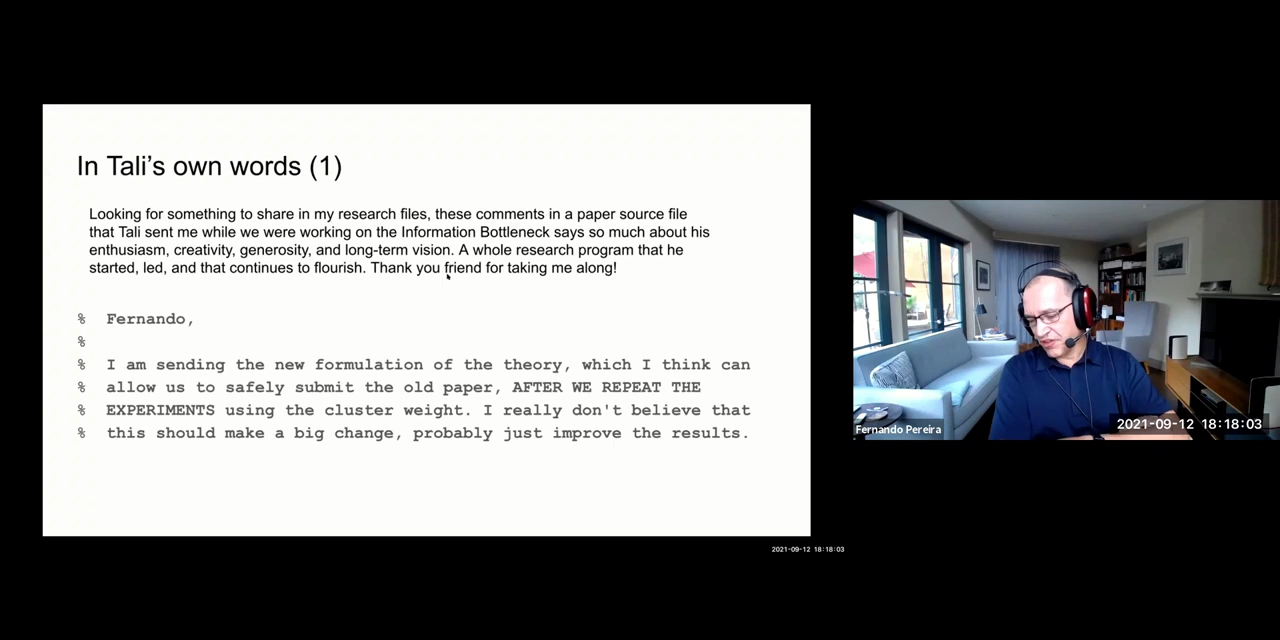 In Tali’s own words (1)
Looking for something to share in my research files, these comments in a paper source file
that Tali sent me while we were working on the Information Bottleneck says so much about his
enthusiasm, creativity, generosity, and long-term vision. A whole research program that he
started, led, and that continues to flourish. Thank you friend for taking me along!
% Fernando,
%
% I am sending the new formulation of the theory, which I think can
% allow us to safely submit the old paper, AFTER WE REPEAT THE
% EXPERIMENTS using the cluster weight. I really don't believe that
% this should make a big change, probably just improve the results.
Fernando Pereira
2021-09-12 18:18:03
2021-09-12 18:18:03